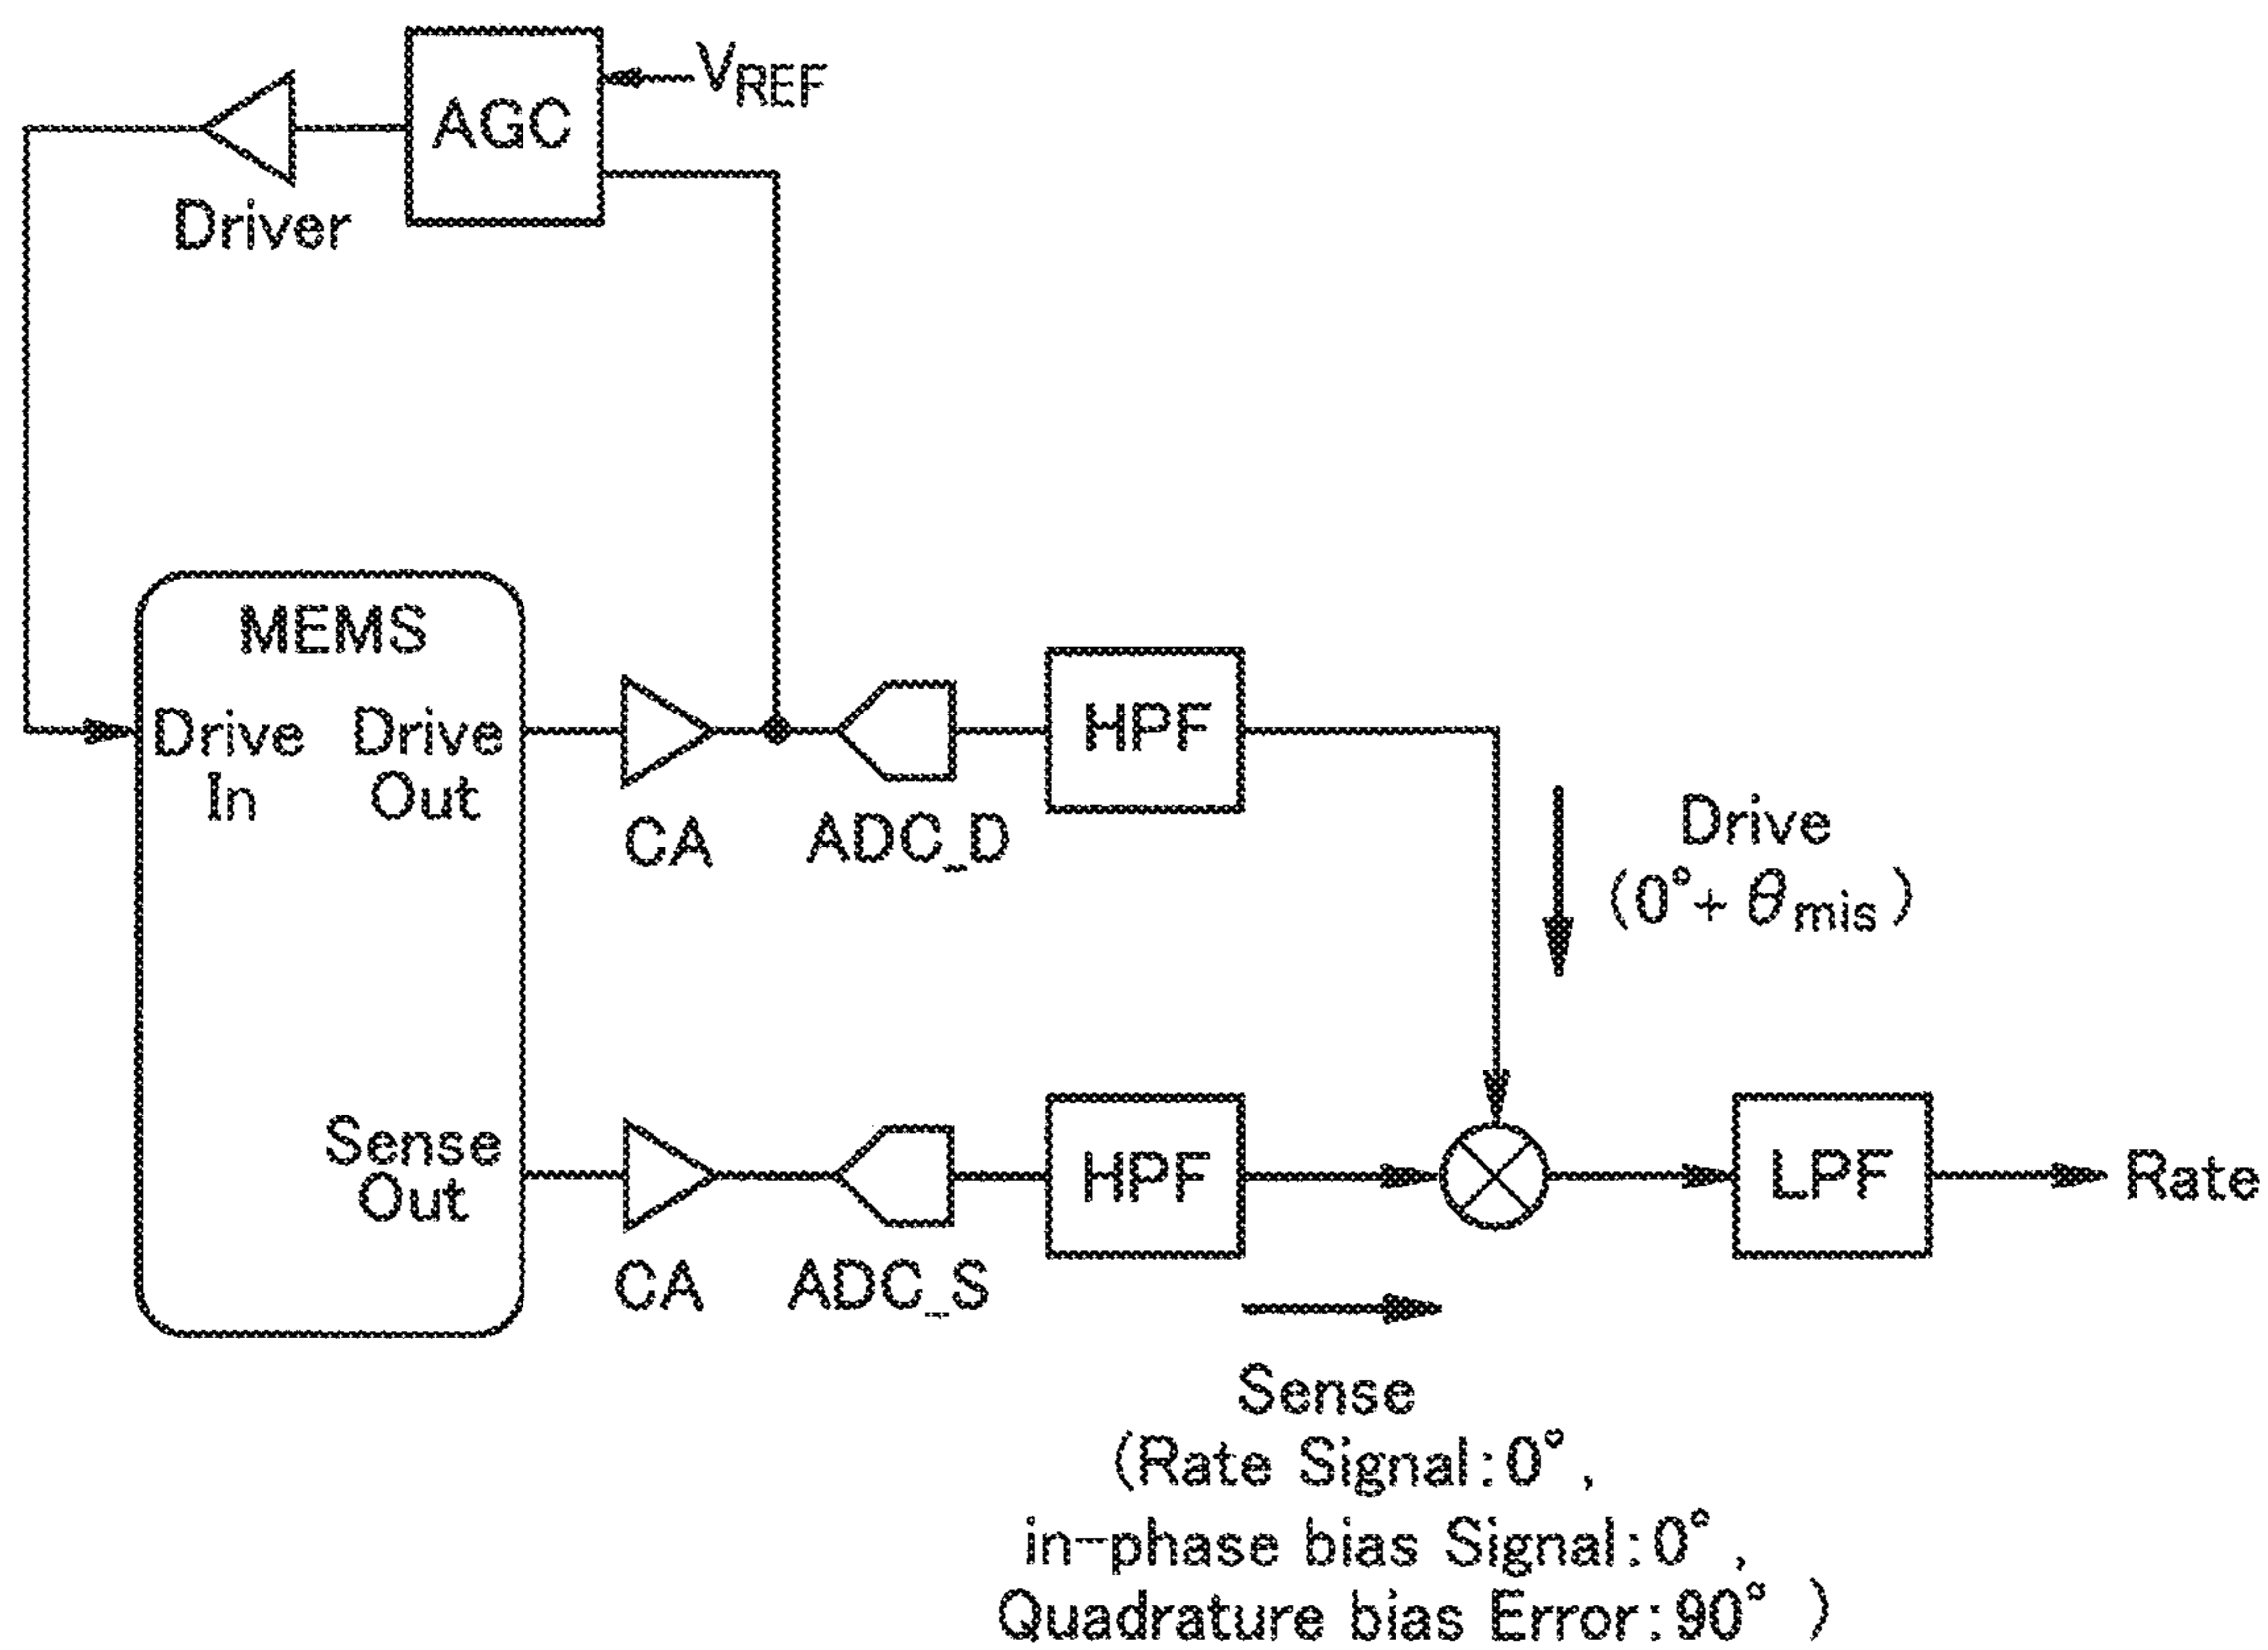 AGC
VREF
Driver
MEMS
Drive
In
Drive
Out
CA
ADC_D
HPF
Drive
(0°+ θmis)
Sense
Out
CA
ADC_S
HPF
LPF
Rate
Sense
(Rate Signal:0°,
in-phase bias Signal:0°,
Quadrature bias Error:90°)